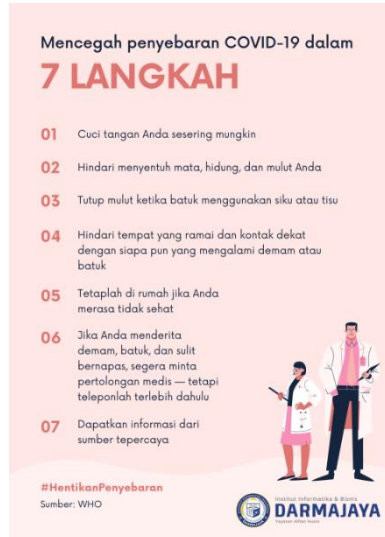 Mencegah penyebaran COVID-19 dalam
7 LANGKAH
01 Cuci tangan Anda sesering mungkin
02 Hindari menyentuh mata, hidung, dan mulut Anda
03 Tutup mulut ketika batuk menggunakan siku atau tisu
04 Hindari tempat yang ramai dan kontak dekat
dengan siapa pun yang mengalami demam atau
batuk
05 Tetaplah di rumah jika Anda
merasa tidak sehat
06 Jika Anda menderita
demam, batuk, dan sulit
bernapas, segera minta
pertolongan medis — tetapi
teleponlah terlebih dahulu
07 Dapatkan informasi dari
sumber tepercaya
#HentikanPenyebaran
Sumber: WHO
Institut Informatika & Bisnis
DARMAJAYA
Yayasan Alfian Husin